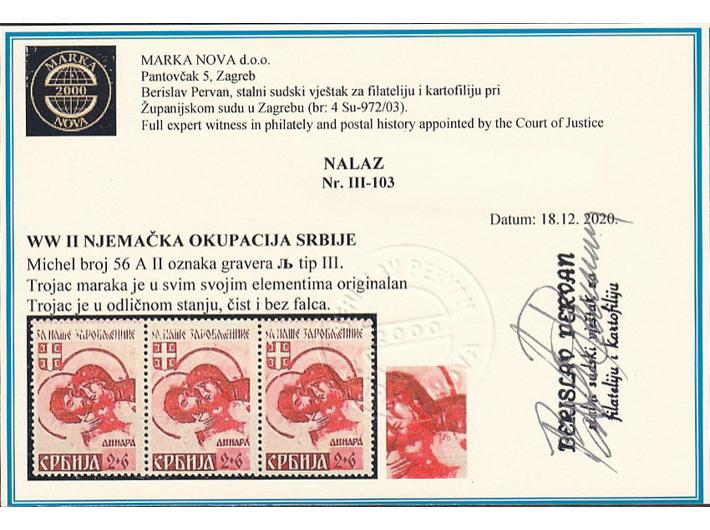 MARKA
2000
NOVA
MARKA NOVA d.o.o.
Pantovčak 5, Zagreb
Berislav Pervan, stalni sudski vještak za filateliju i kartofiliju pri
Županijskom sudu u Zagrebu (br: 4 Su-972/03).
Full expert witness in philately and postal history appointed by the Court of Justice
NALAZ
Nr. III-103
Datum: 18.12. 2020.
WW II NJEMAČKA OKUPACIJA SRBIJE
Michel broj 56 A II oznaka gravera Љ tip III.
Trojac maraka je u svim svojim elementima originalan
Trojac je u odličnom stanju, čist i bez falca.
ЗА НАШЕ ЗАРОБЉЕНИКЕ ЗА НАШЕ ЗАРОБЉЕНИКЕ ЗА НАШЕ ЗАРОБЉЕНИКЕ
ДИНАРА ДИНАРА ДИНАРА
СРБИЈА 2+6 СРБИЈА 2+6 СРБИЈА 2+6
BERISLAV PERVAN
stalni sudski vještak za
filateliju i kartofiliju